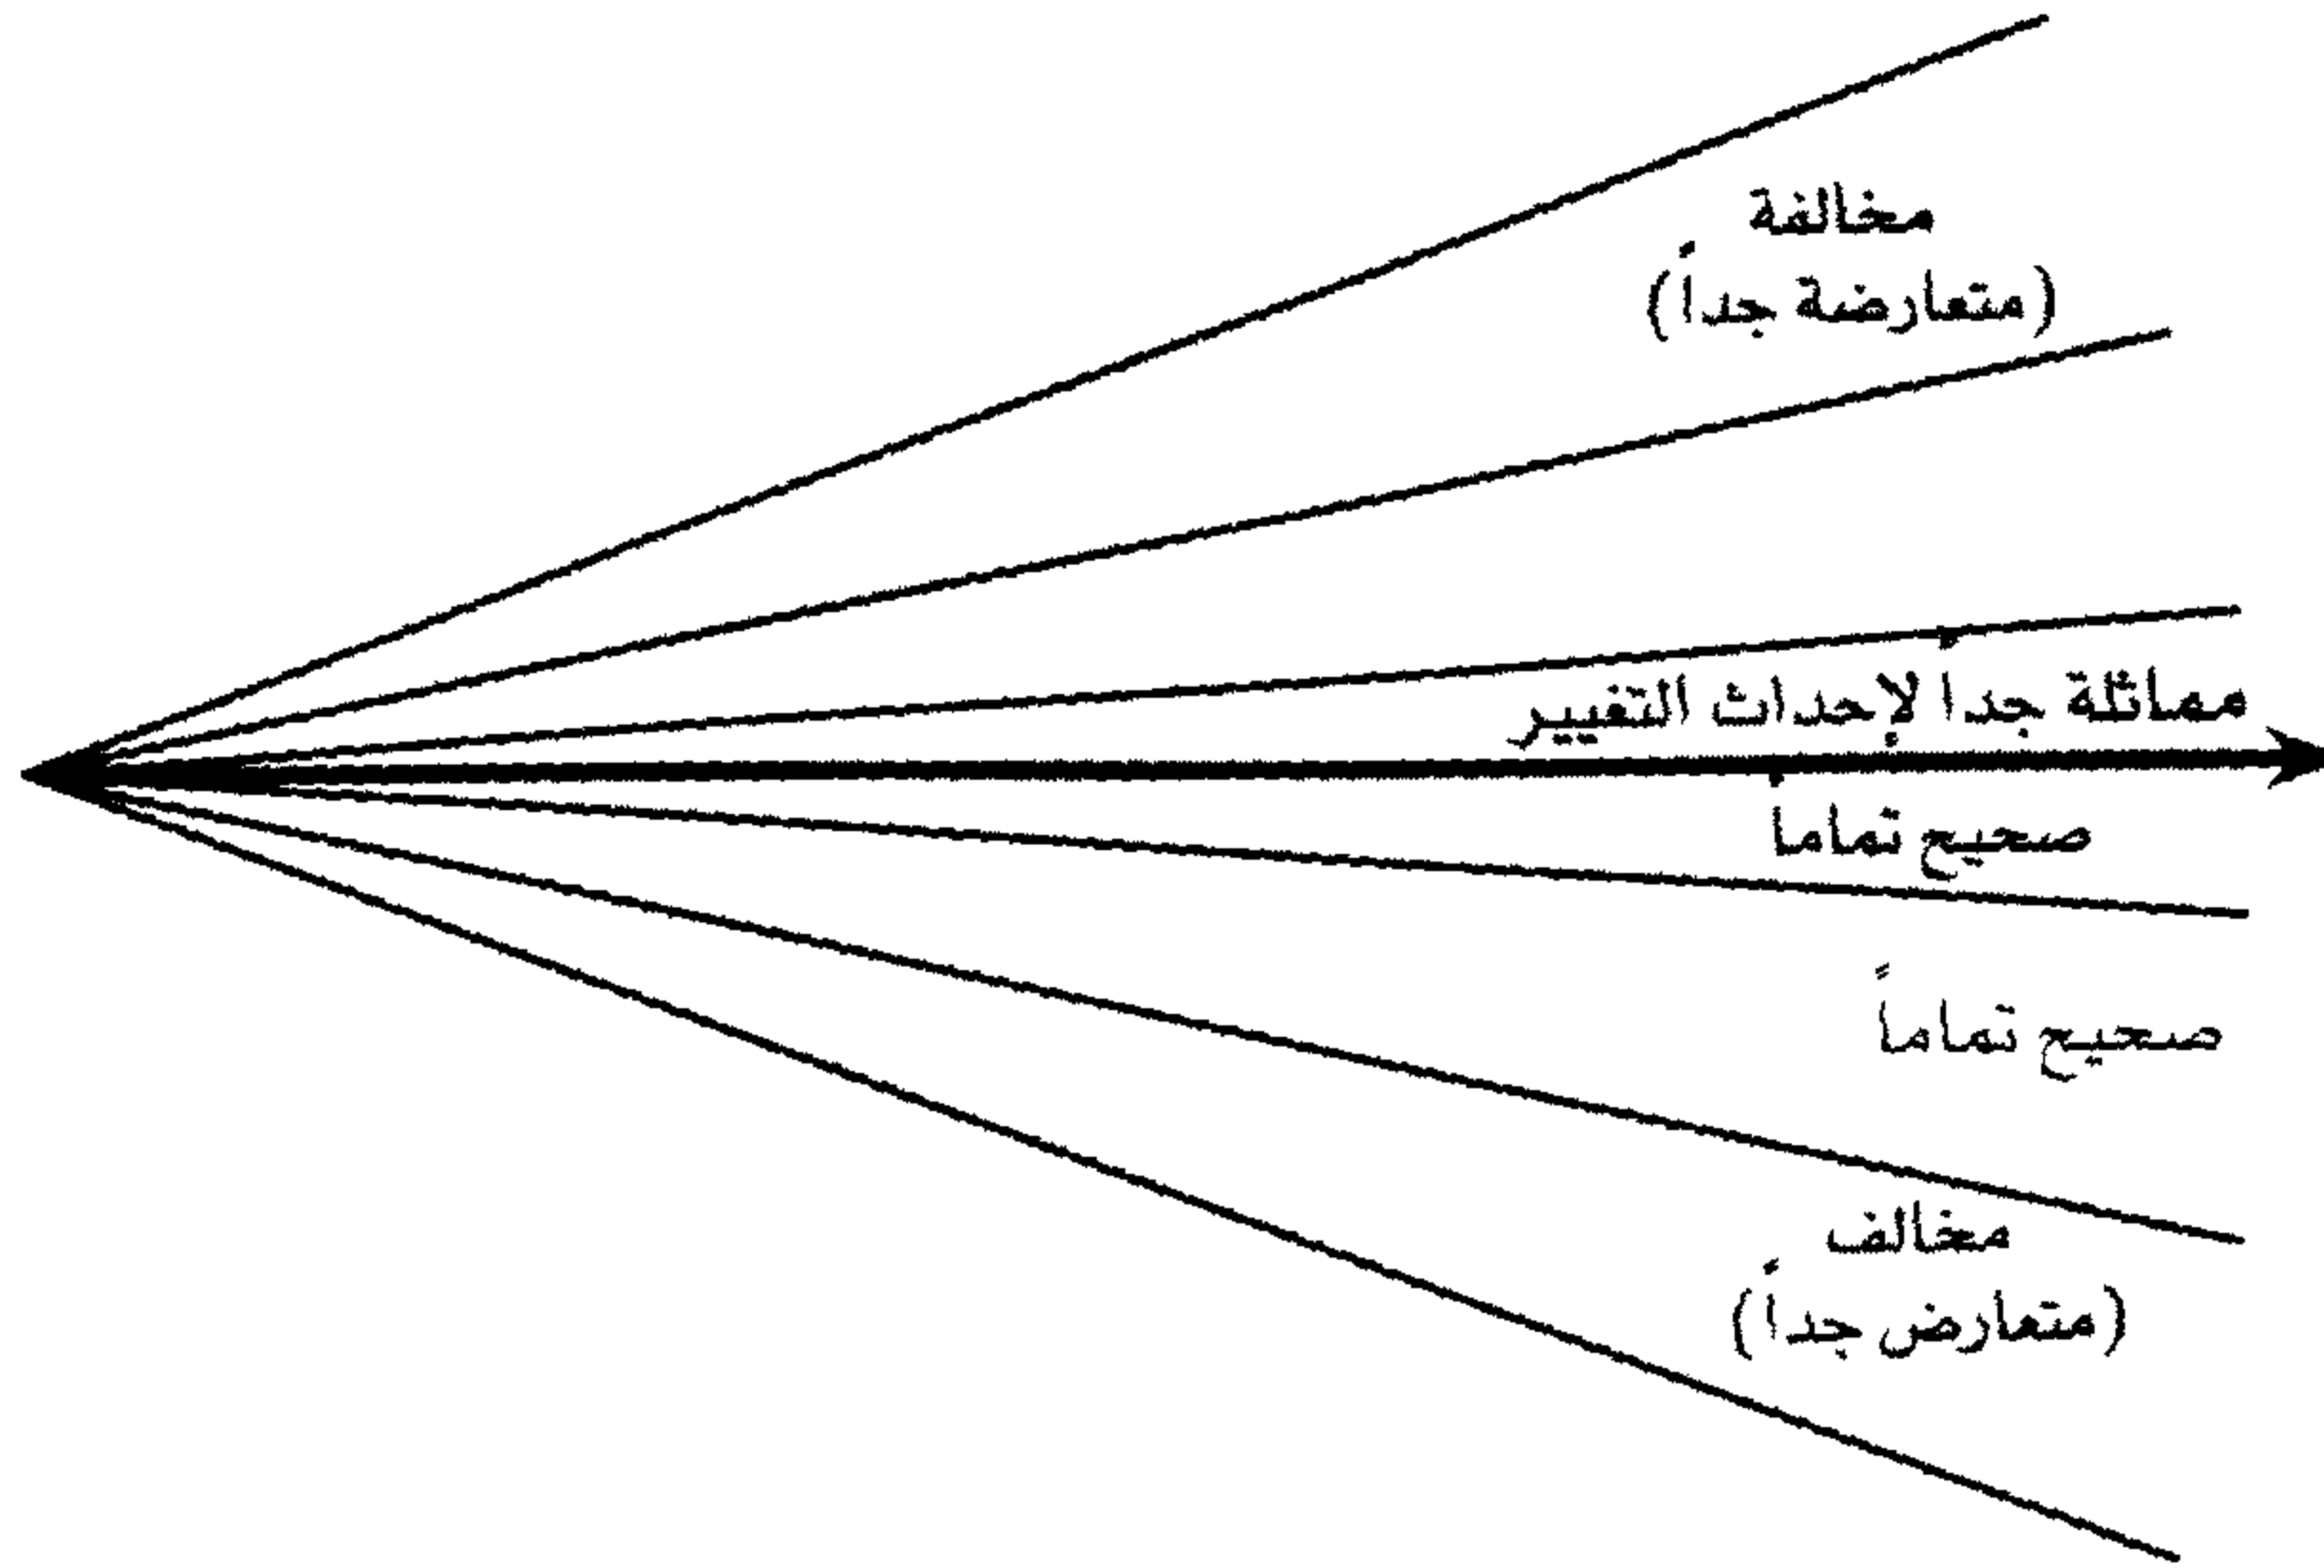 مخالفة
(متعارضة جداً)
مماثلة جداً لإحداث التغيير
صحيح تماماً
صحيح تماماً
مخالف
(متعارض جداً)